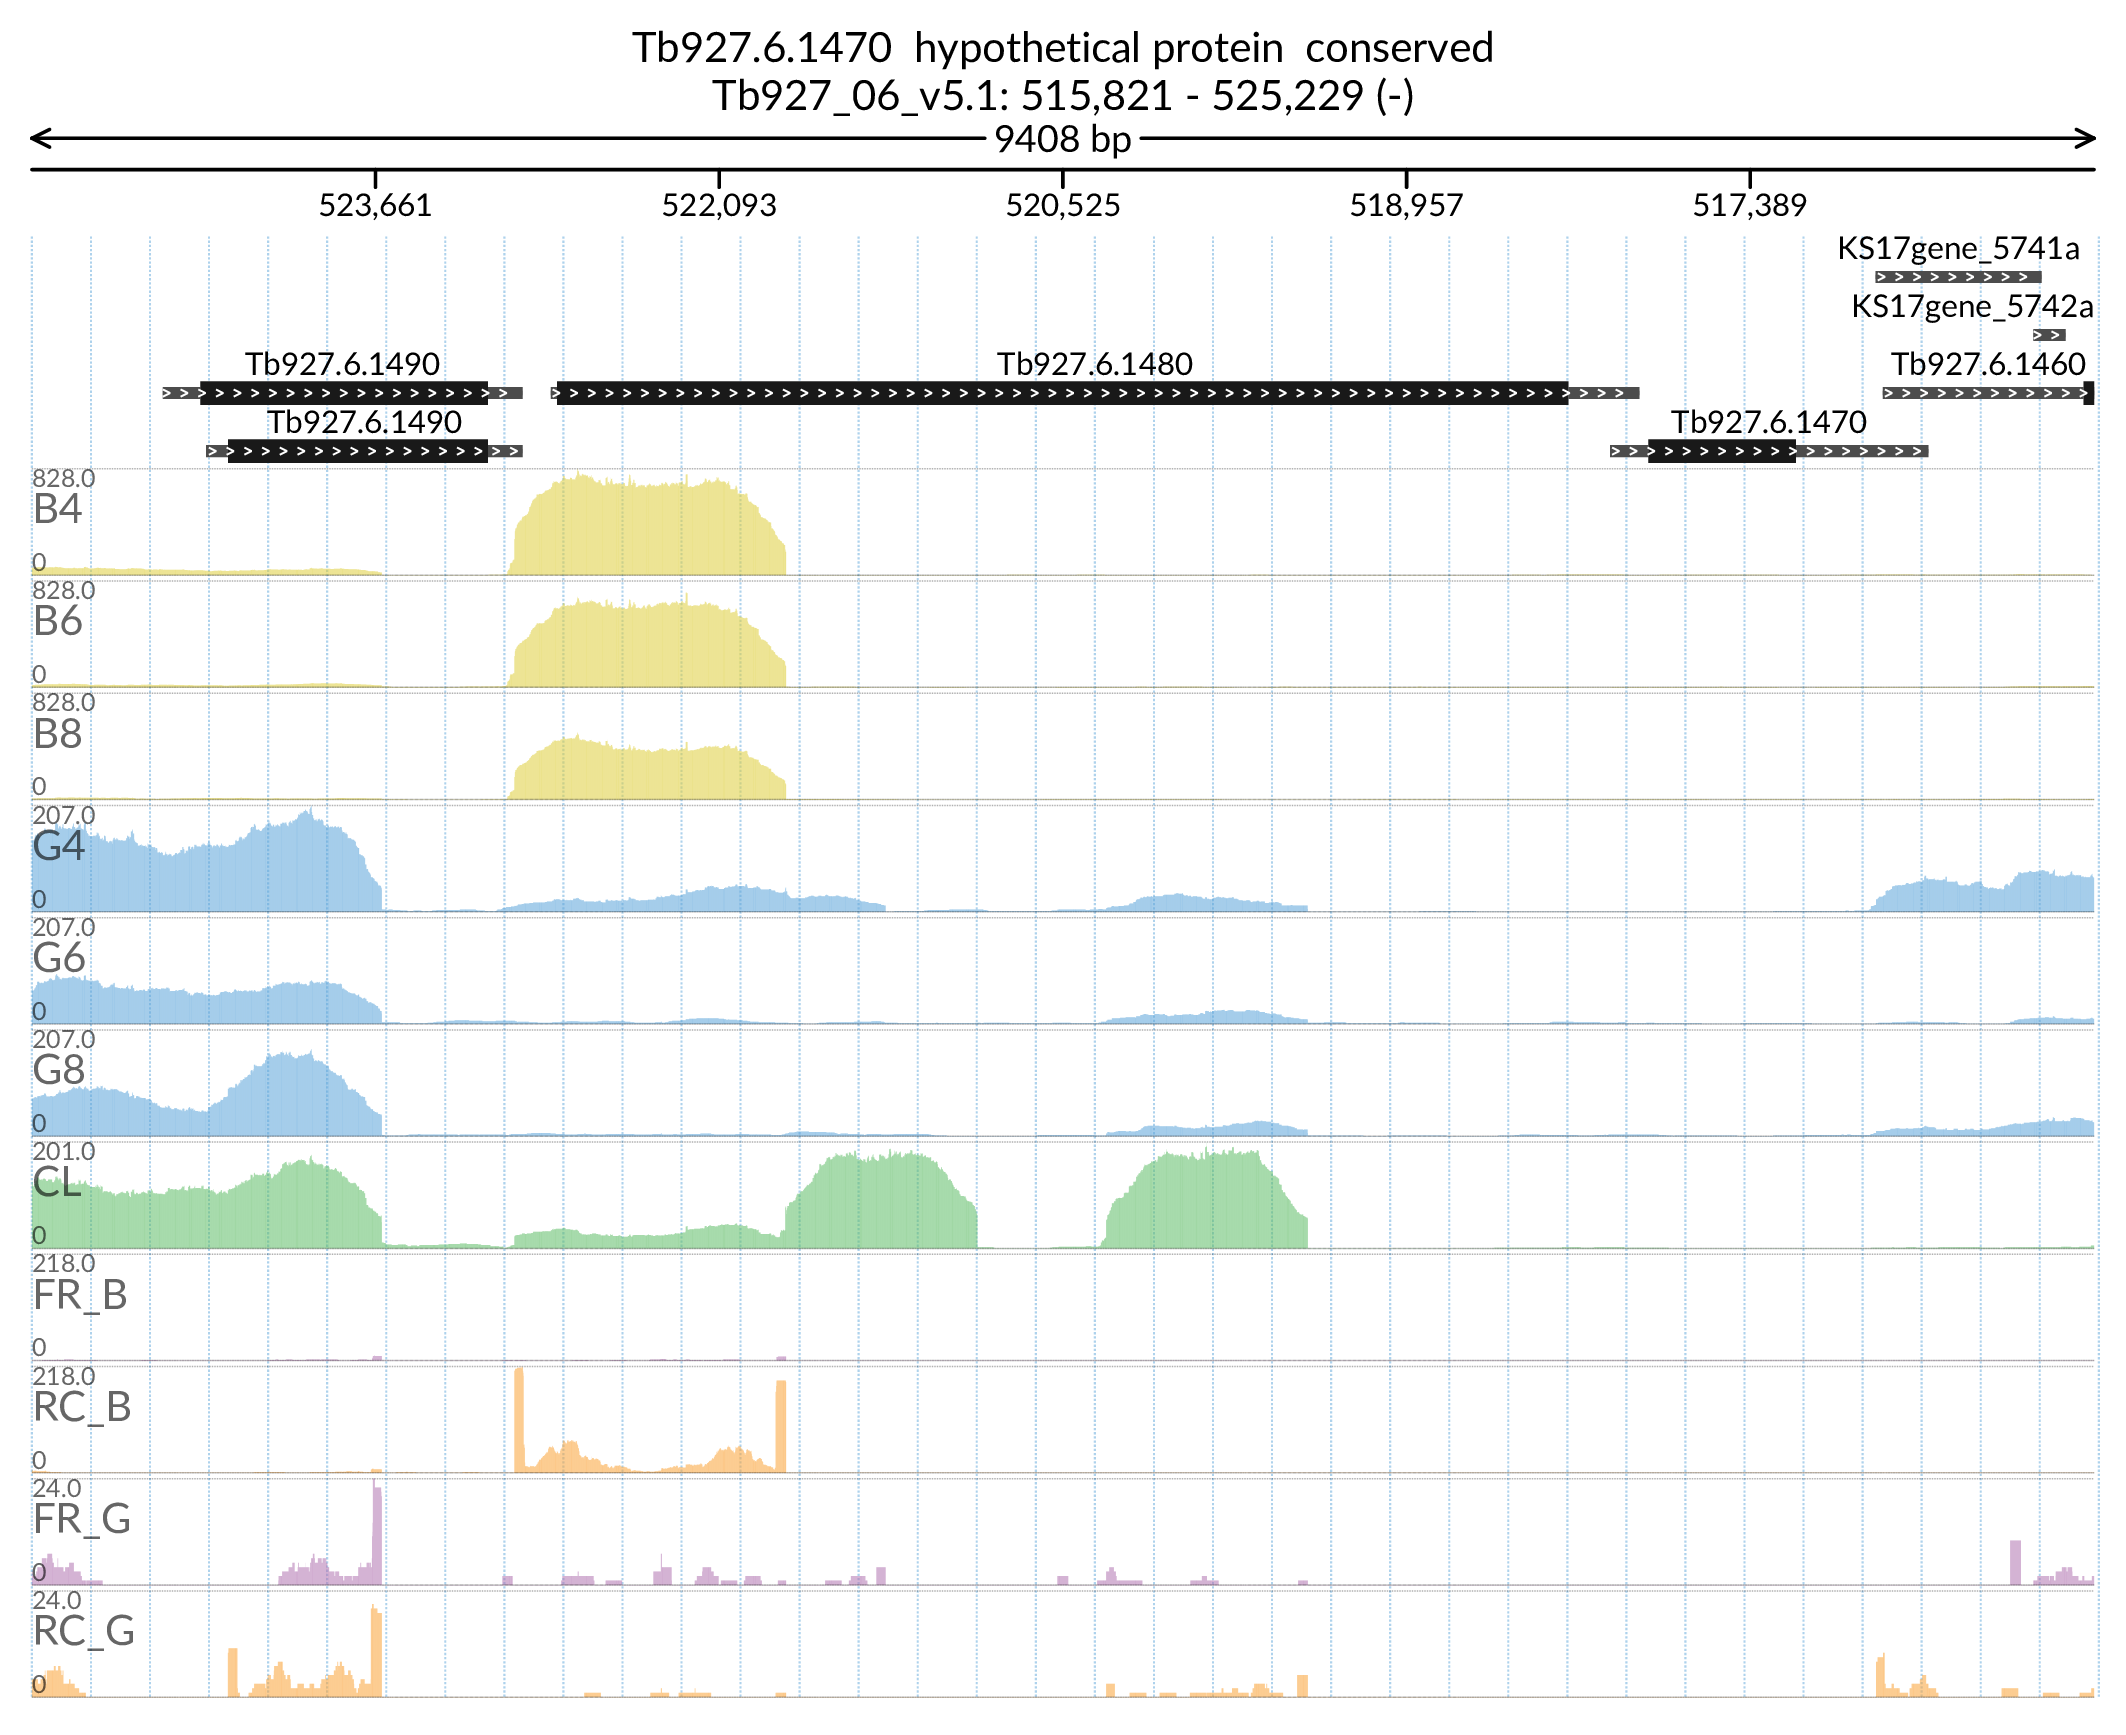 Tb927.6.1470  hypothetical protein  conserved
Tb927_06_v5.1: 515,821 - 525,229 (-)
9408 bp
523,661 522,093 520,525 518,957 517,389
KS17gene_5741a
KS17gene_5742a
Tb927.6.1490 Tb927.6.1480 Tb927.6.1460
Tb927.6.1490 Tb927.6.1470
828.0
B4
0
828.0
B6
0
828.0
B8
0
207.0
G4
0
207.0
G6
0
207.0
G8
0
201.0
CL
0
218.0
FR_B
0
218.0
RC_B
0
24.0
FR_G
0
24.0
RC_G
0